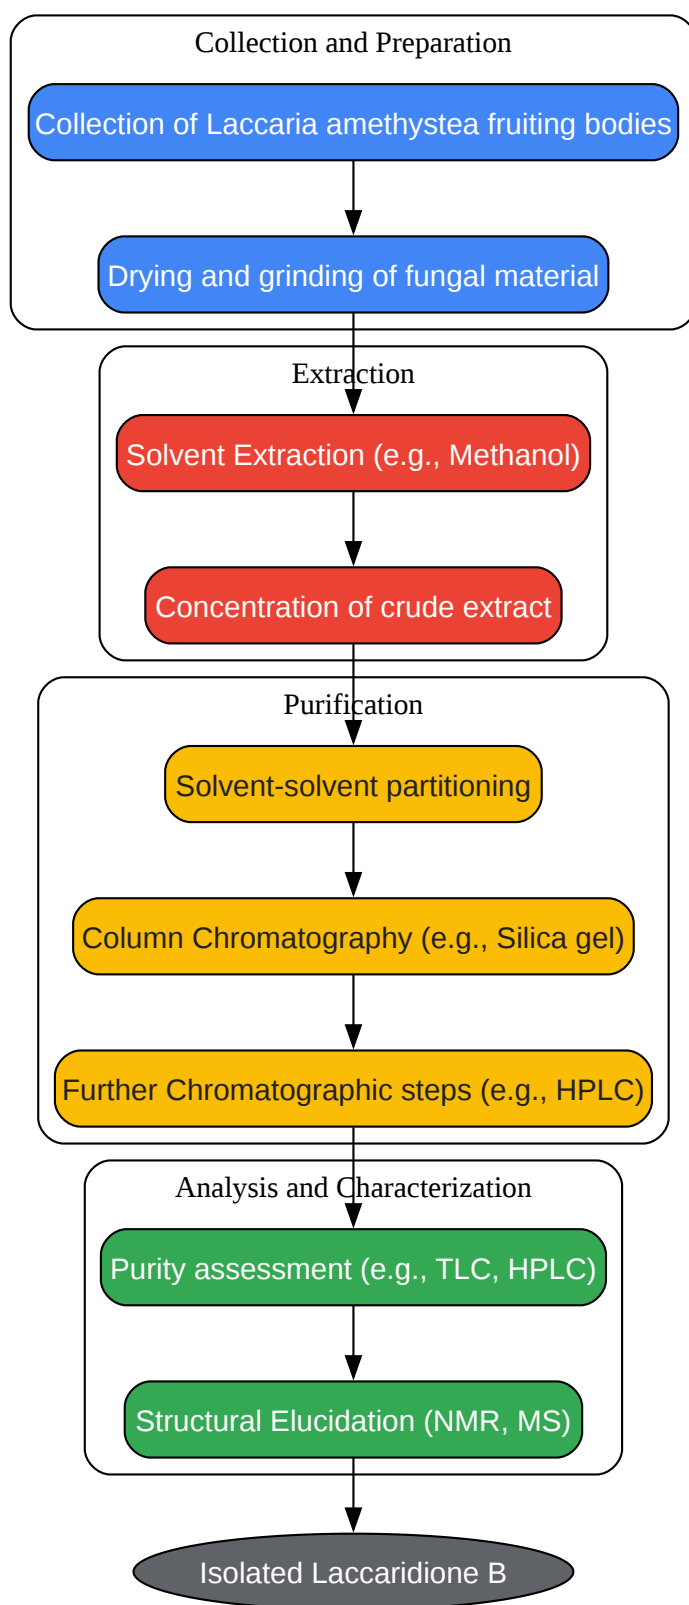 Collection and Preparation
Collection of Laccaria amethystea fruiting bodies
Drying and grinding of fungal material
Extraction
Solvent Extraction (e.g., Methanol)
Concentration of crude extract
Purification
Solvent-solvent partitioning
Column Chromatography (e.g., Silica gel)
Further Chromatographic steps (e.g., HPLC)
Analysis and Characterization
Purity assessment (e.g., TLC, HPLC)
Structural Elucidation (NMR, MS)
Isolated Laccaridione B